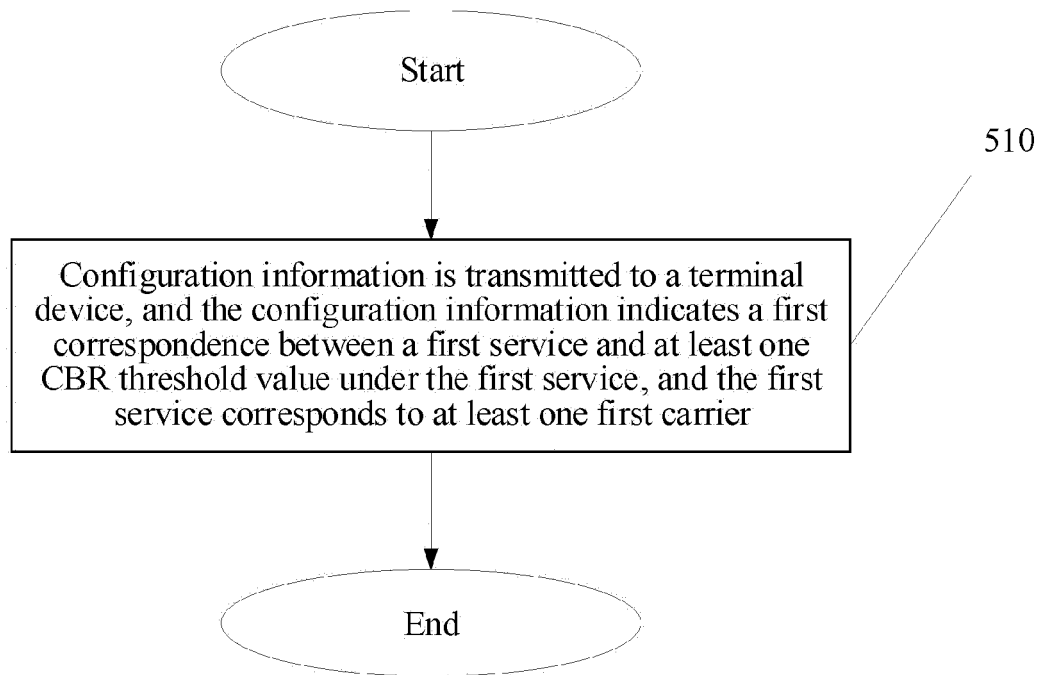 Start
510
Configuration information is transmitted to a terminal
device, and the configuration information indicates a first
correspondence between a first service and at least one
CBR threshold value under the first service, and the first
service corresponds to at least one first carrier
End